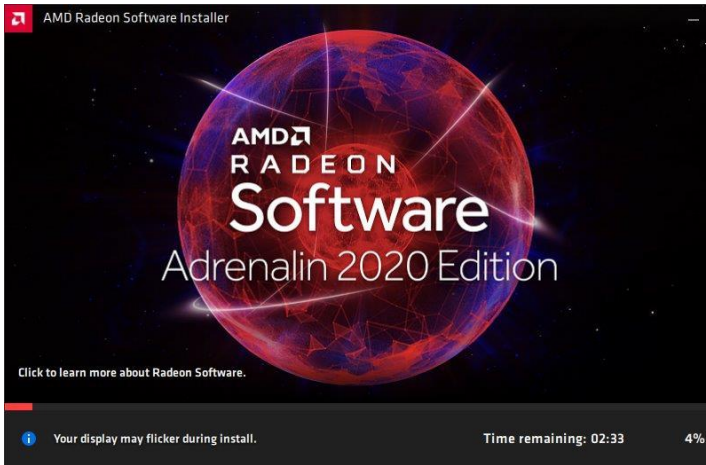 AMD Radeon Software Installer
AMD
RADEON
Software
Adrenalin 2020 Edition
Click to learn more about Radeon Software.
Your display may flicker during install.
Time remaining: 02:33
4%